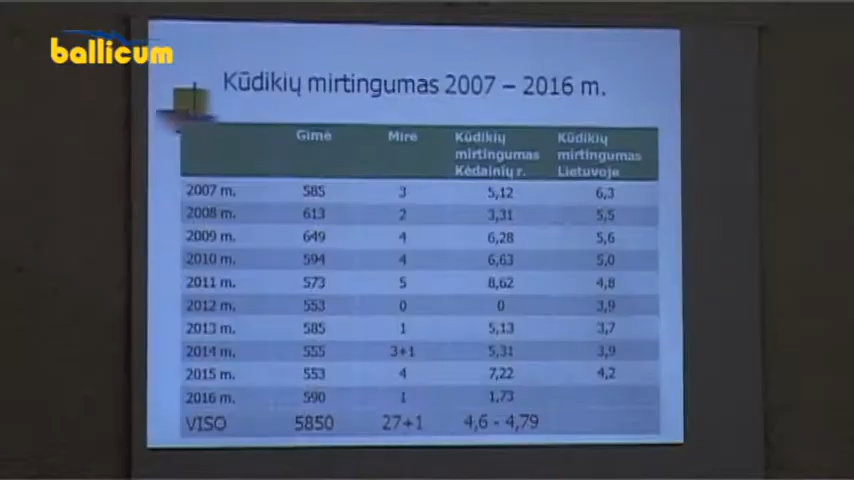 ballicum
Kūdikių mirtingumas 2007 – 2016 m.
Gimė Mirė Kūdikių mirtingumas Kėdainių r. Kūdikių mirtingumas Lietuvoje
2007 m. 585 3 5,12 6,3
2008 m. 613 2 3,31 5,5
2009 m. 649 4 6,28 5,6
2010 m. 594 4 6,63 5,0
2011 m. 573 5 8,62 4,8
2012 m. 553 0 0 3,9
2013 m. 585 1 5,13 3,7
2014 m. 555 3+1 5,31 3,9
2015 m. 553 4 7,22 4,2
2016 m. 590 1 1,73
VISO 5850 27+1 4,6 - 4,79